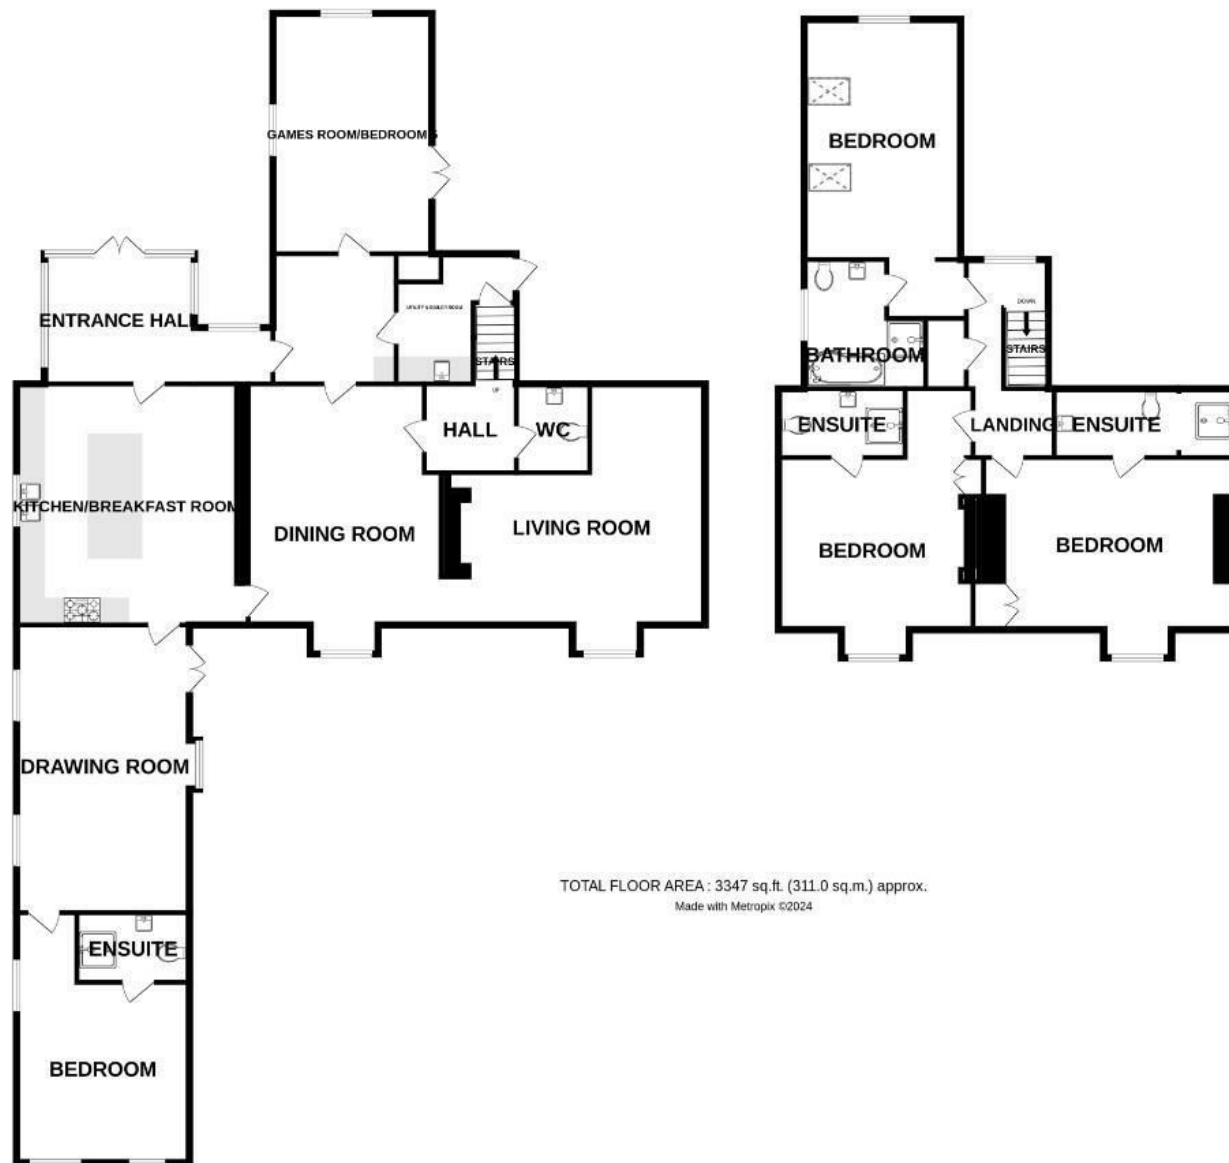 GAMES ROOM/BEDROOM 5
ENTRANCE HALL
STAIRS
UP
HALL
WC
KITCHEN/BREAKFAST ROOM
DINING ROOM
LIVING ROOM
DRAWING ROOM
ENSUITE
BEDROOM
BEDROOM
DOWN
STAIRS
BATHROOM
ENSUITE
LANDING
ENSUITE
BEDROOM
BEDROOM
TOTAL FLOOR AREA : 3347 sq.ft. (311.0 sq.m.) approx.
Made with Metropix ©2024